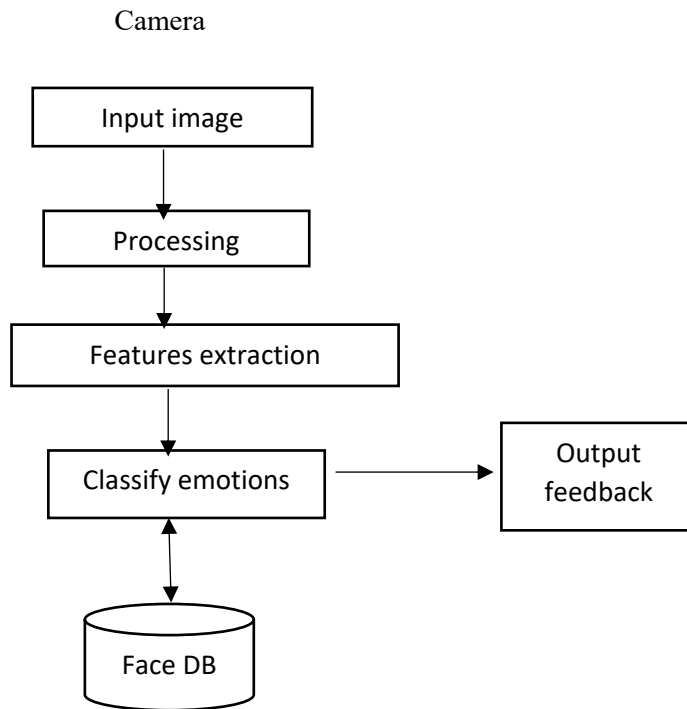 Camera
Input image
Processing
Features extraction
Classify emotions
Output
feedback
Face DB